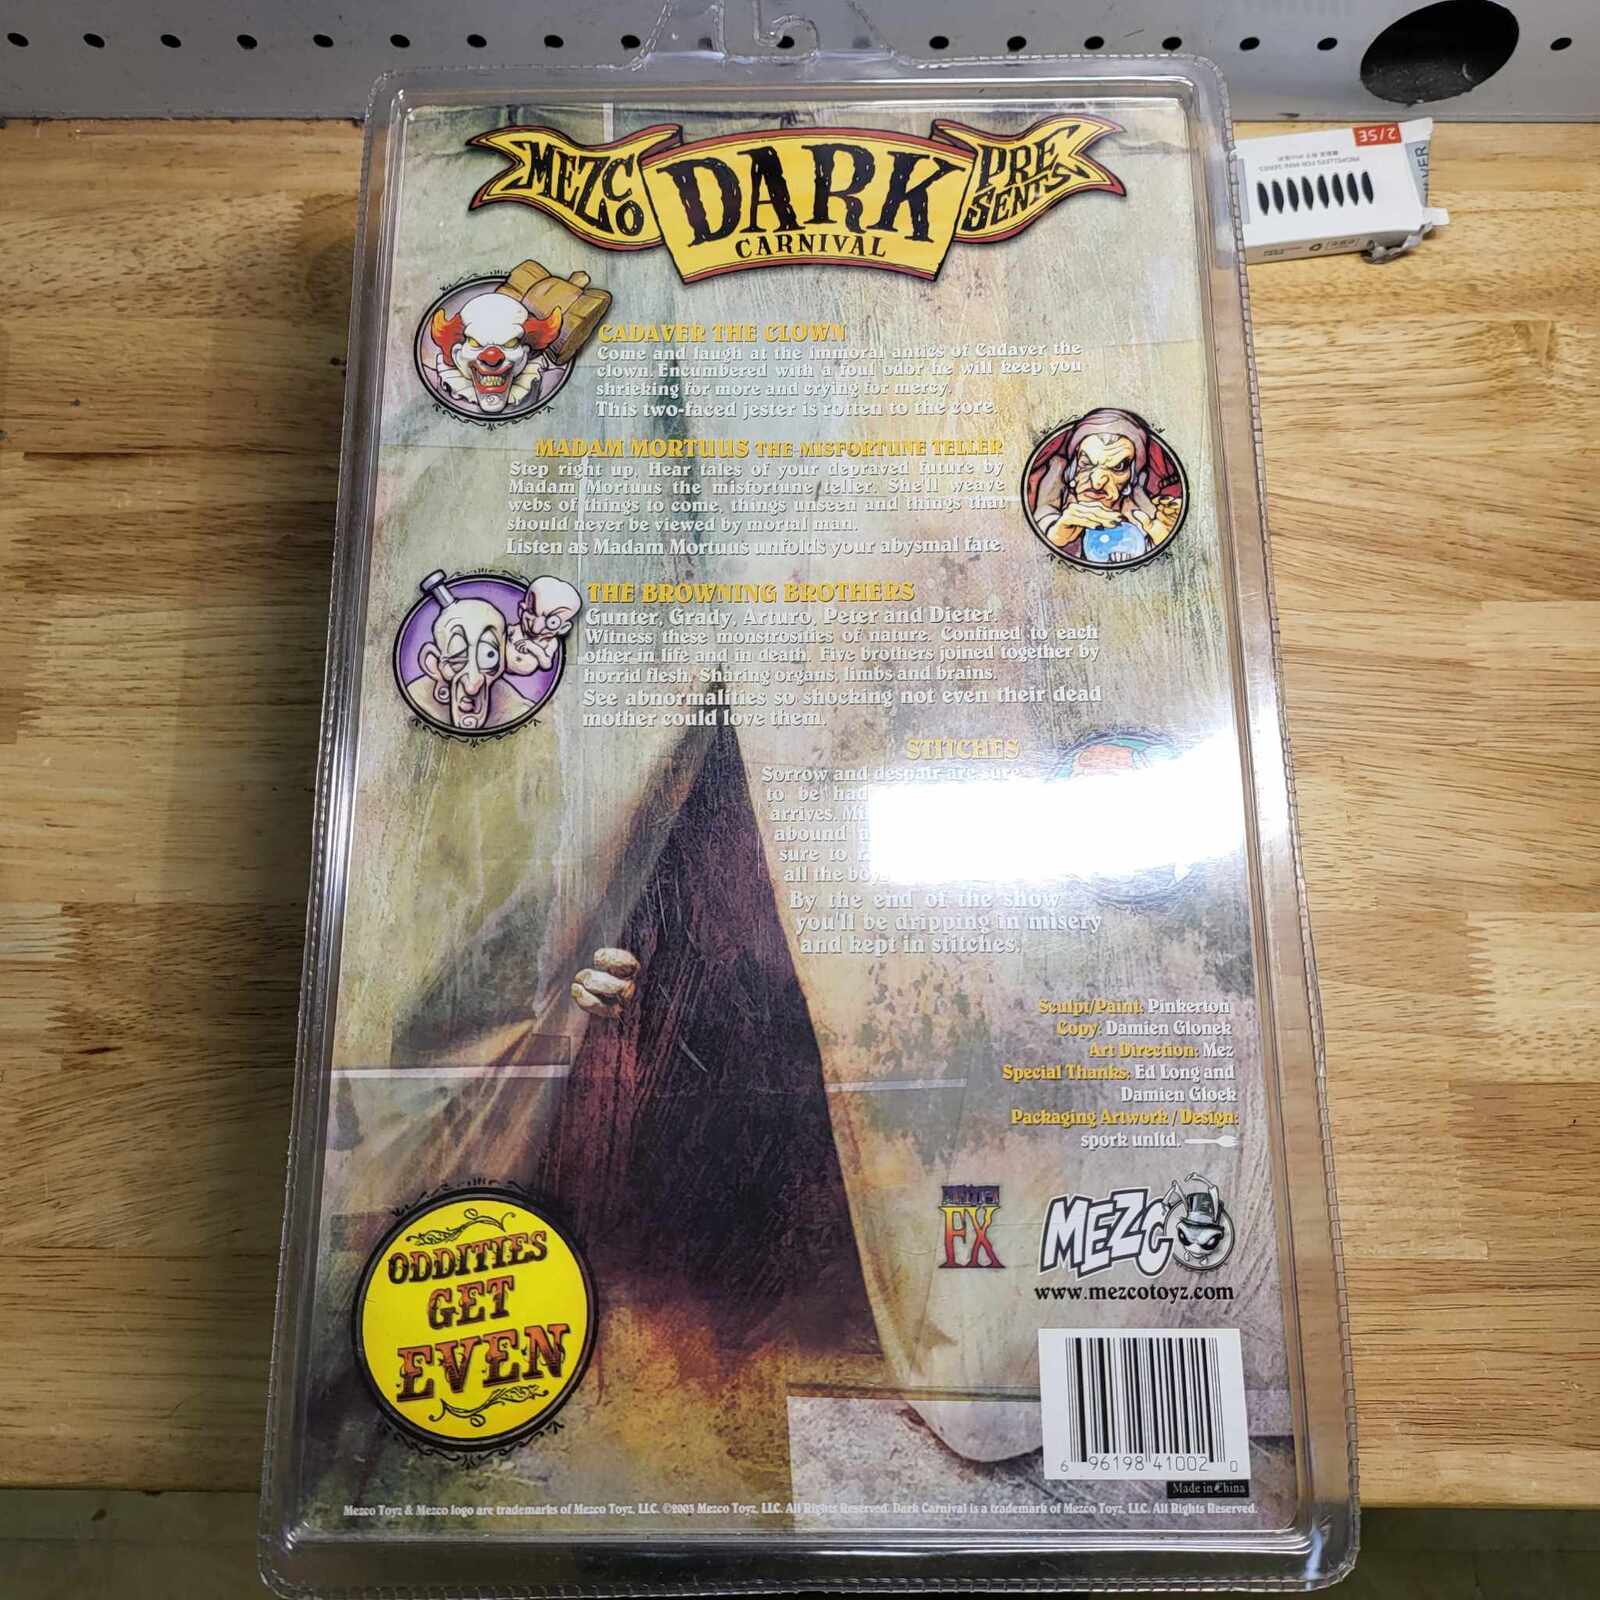 MEZCO
DARK
CARNIVAL
PRESENTS
2/SE
PROPELLERS FOR MINI SERIES
CADAVER THE CLOWN
Come and laugh at the immoral antics of Cadaver the
clown. Encumbered with a foul odor he will keep you
shrieking for more and crying for mercy.
This two-faced jester is rotten to the core.
MADAM MORTUUS THE MISFORTUNE TELLER
Step right up. Hear tales of your depraved future by
Madam Mortuus the misfortune teller. She'll weave
webs of things to come, things unseen and things that
should never be viewed by mortal man.
Listen as Madam Mortuus unfolds your abysmal fate.
THE BROWNING BROTHERS
Gunter, Grady, Arturo, Peter and Dieter.
Witness these monstrosities of nature. Confined to each
other in life and in death. Five brothers joined together by
horrid flesh. Sharing organs, limbs and brains.
See abnormalities so shocking not even their dead
mother could love them.
STITCHES
Sorrow and despair are sure
to be had
arrives.
abound
sure to
all the
By the end of the show
you'll be dripping in misery
and kept in stitches.
Sculpt/Paint: Pinkerton
Copy: Damien Glonek
Art Direction: Mez
Special Thanks: Ed Long and
Damien Gloek
Packaging Artwork / Design:
spork unltd.
ODDITIES
GET
EVEN
FX
MEZCO
www.mezcotoyz.com
6 96198 41002 0
Made in China
Mezco Toyz & Mezco logo are trademarks of Mezco Toyz, LLC. ©2003 Mezco Toyz, LLC. All Rights Reserved. Dark Carnival is a trademark of Mezco Toyz, LLC. All Rights Reserved.